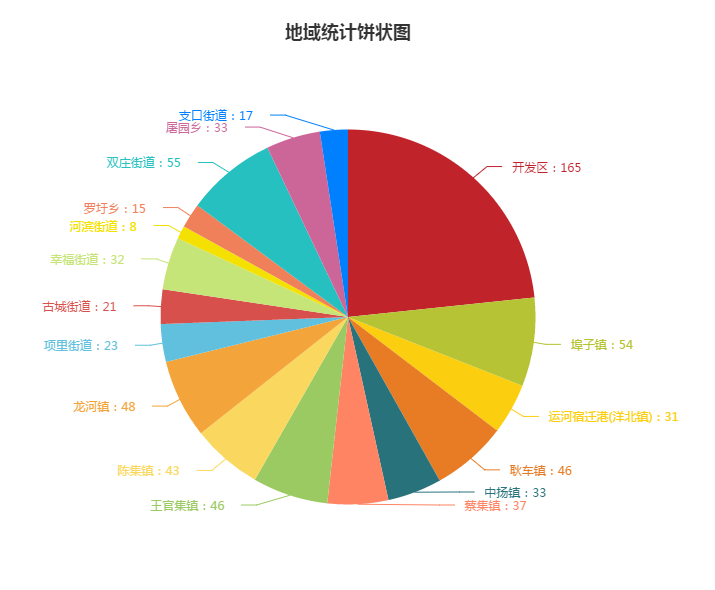 地域统计饼状图
支口街道：17
屠园乡：33
双庄街道：55
开发区：165
罗圩乡：15
河滨街道：8
幸福街道：32
古城街道：21
项里街道：23
埠子镇：54
龙河镇：48
运河宿迁港(洋北镇)：31
陈集镇：43
耿车镇：46
中扬镇：33
王官集镇：46
蔡集镇：37